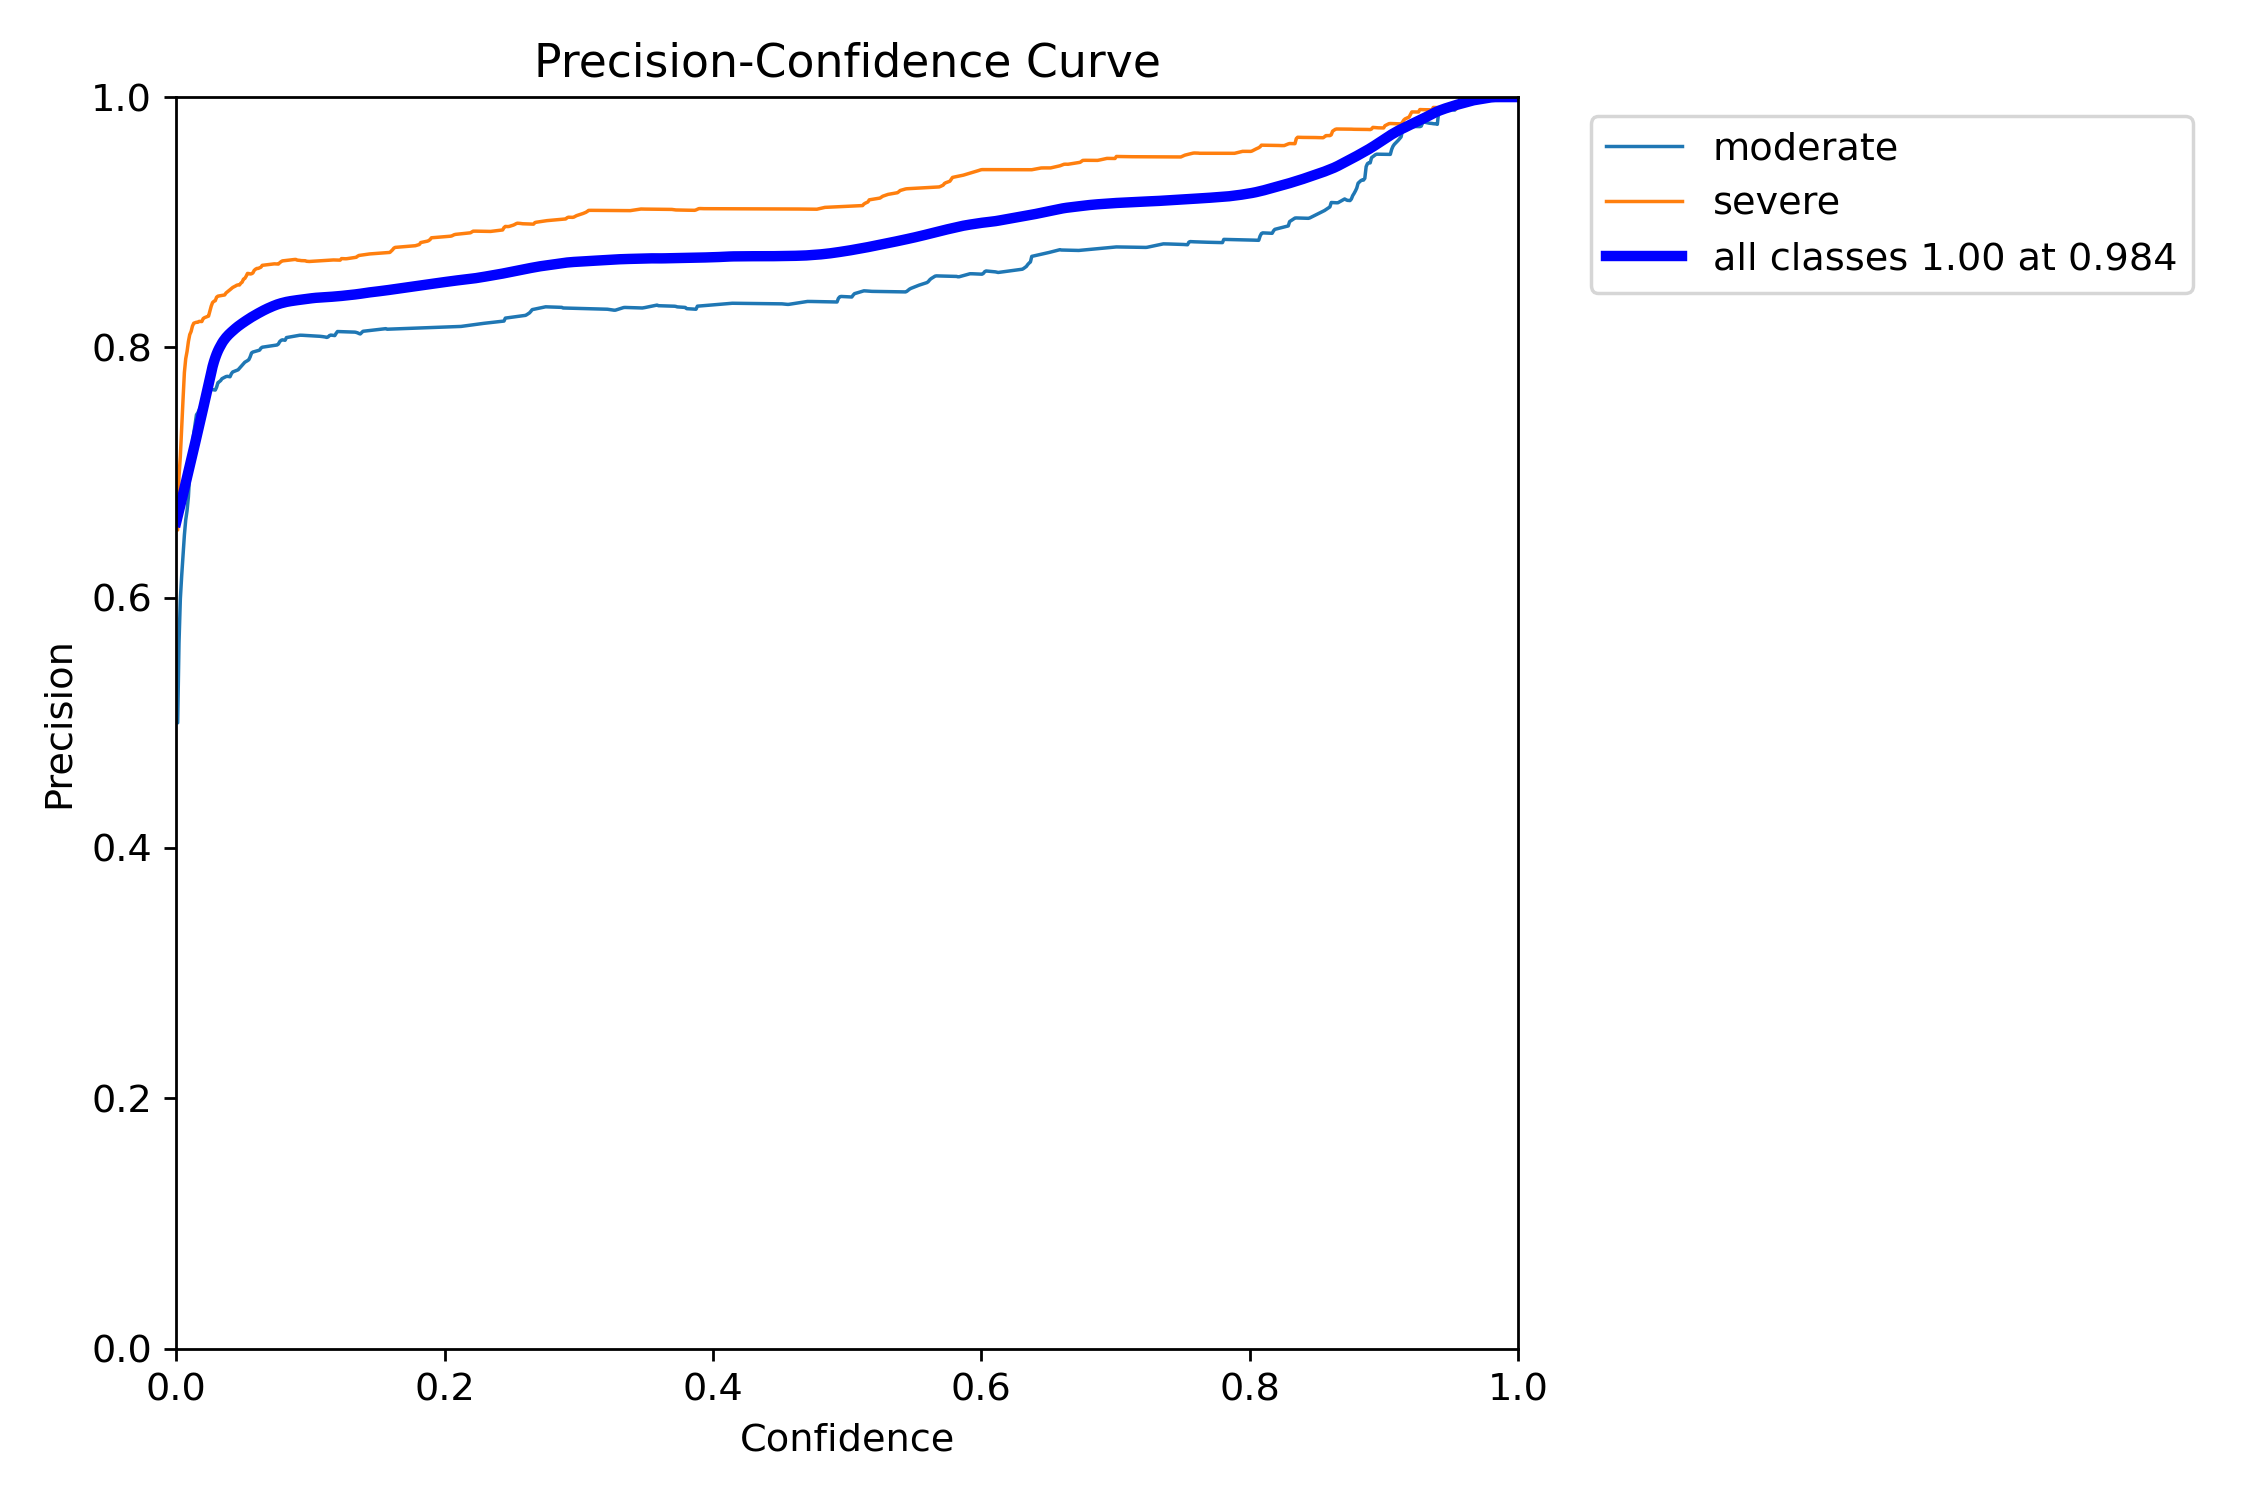 Precision-Confidence Curve
1.0
0.8
0.6
0.4
0.2
0.0
Precision
0.0 0.2 0.4 0.6 0.8 1.0
Confidence
moderate
severe
all classes 1.00 at 0.984